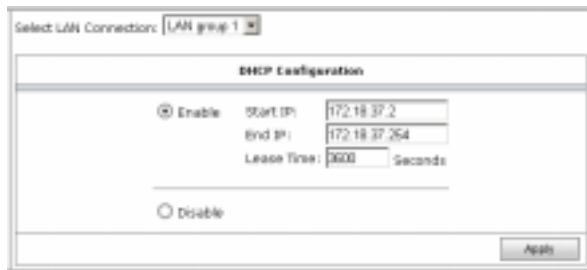 Select LAN Connection: LAN group 1
DHCP Configuration
Enable Start IP: 172.18.37.2
End IP: 172.18.37.254
Lease Time: 3600 Seconds
Disable
Apply